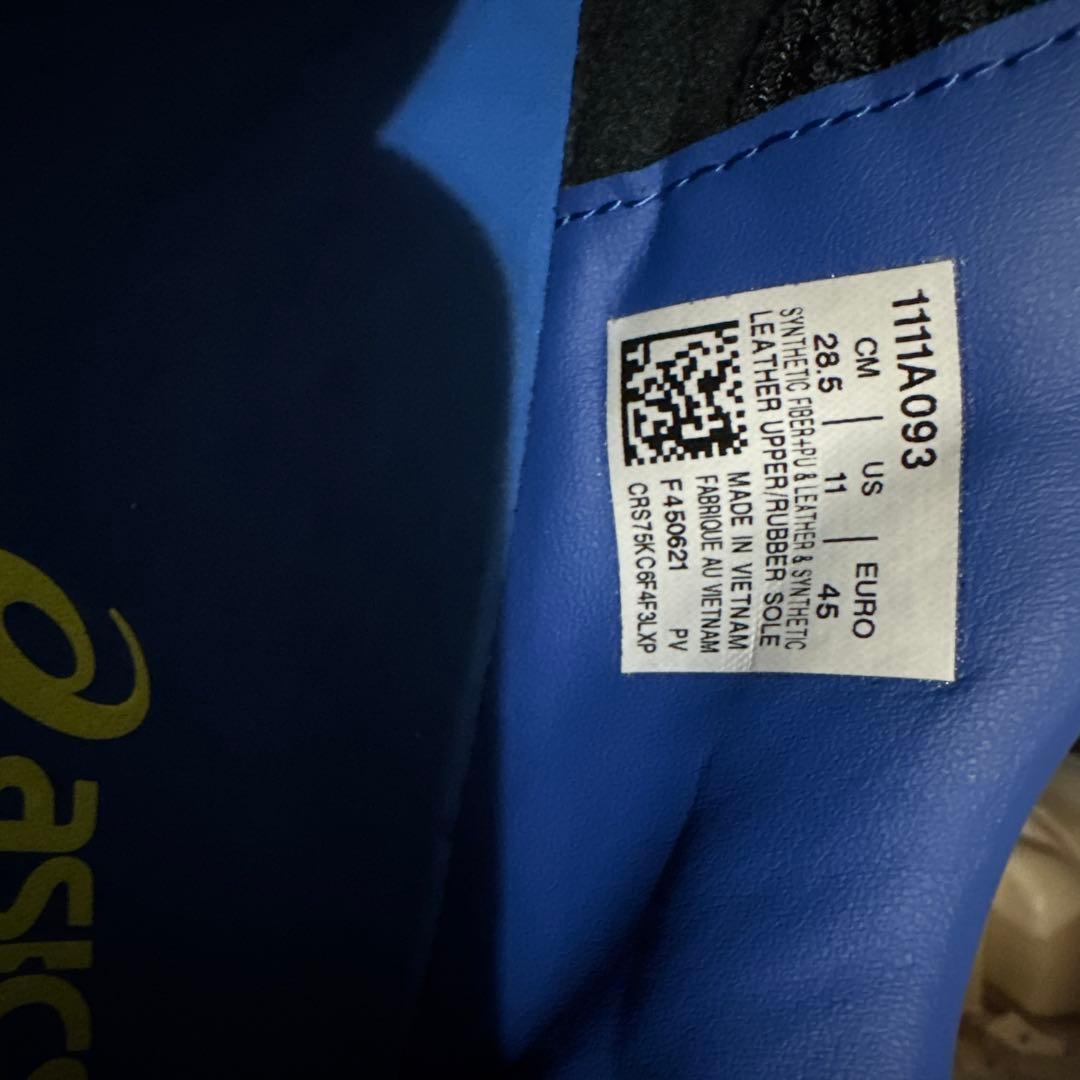 1111A093
CM | US | EURO
28.5 | 11 | 45
SYNTHETIC FIBER+PU & LEATHER & SYNTHETIC
LEATHER UPPER/RUBBER SOLE
MADE IN VIETNAM
FABRIQUE AU VIETNAM
F450621 PV
CRS75KC6F4F3LXP
asics